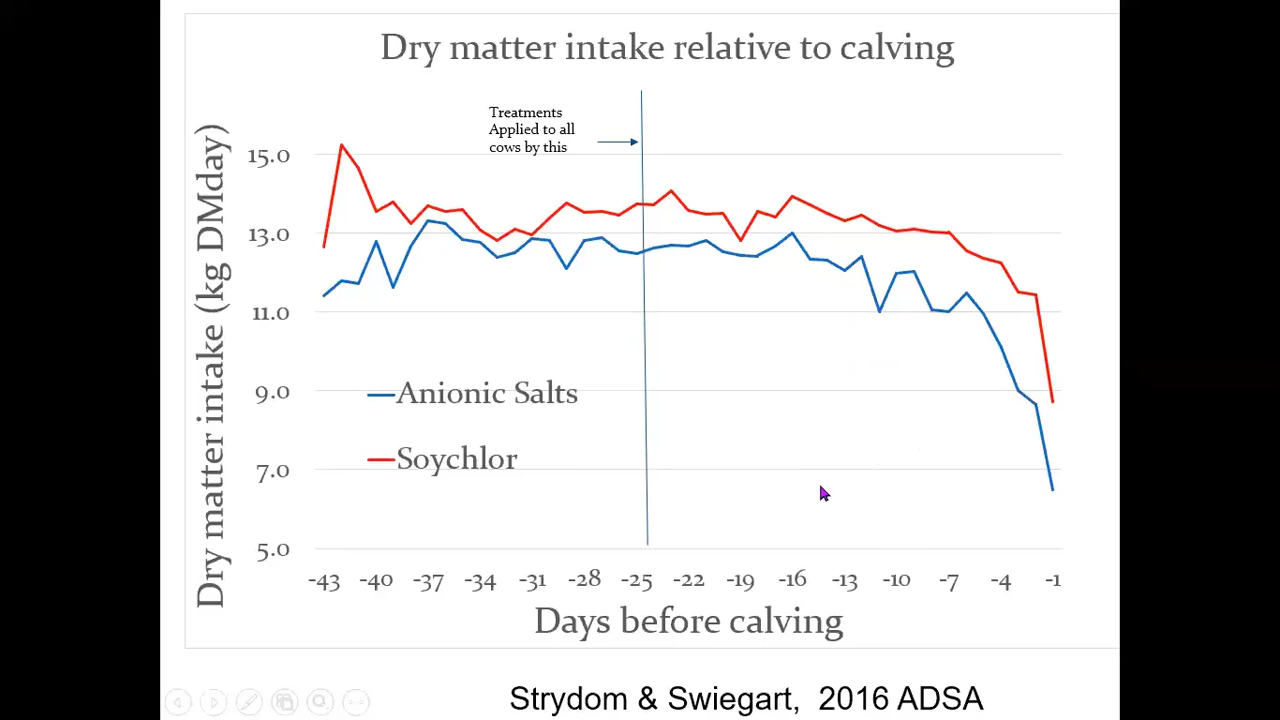 Dry matter intake relative to calving
Treatments
Applied to all
cows by this
Dry matter intake (kg DMday)
15.0
13.0
11.0
9.0
7.0
5.0
Anionic Salts
Soychlor
-43 -40 -37 -34 -31 -28 -25 -22 -19 -16 -13 -10 -7 -4 -1
Days before calving
Strydom & Swiegart, 2016 ADSA